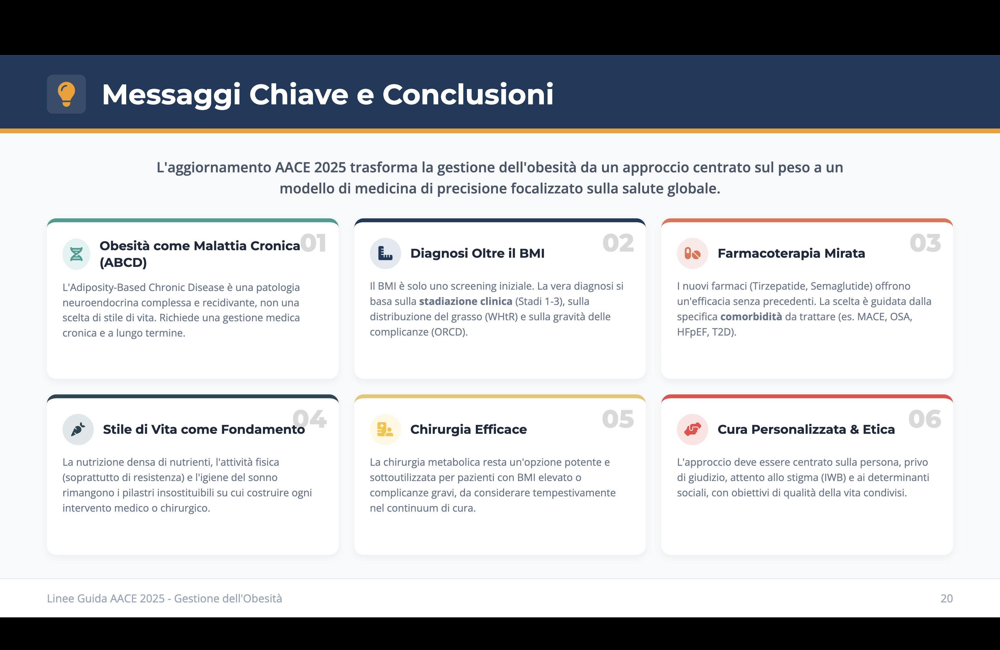 Messaggi Chiave e Conclusioni
L'aggiornamento AACE 2025 trasforma la gestione dell'obesità da un approccio centrato sul peso a un
modello di medicina di precisione focalizzato sulla salute globale.
01
Obesità come Malattia Cronica
(ABCD)
L'Adiposity-Based Chronic Disease è una patologia
neuroendocrina complessa e recidivante, non una
scelta di stile di vita. Richiede una gestione medica
cronica e a lungo termine.
02
Diagnosi Oltre il BMI
Il BMI è solo uno screening iniziale. La vera diagnosi si
basa sulla stadiazione clinica (Stadi 1-3), sulla
distribuzione del grasso (WHtR) e sulla gravità delle
complicanze (ORCD).
03
Farmacoterapia Mirata
I nuovi farmaci (Tirzepatide, Semaglutide) offrono
un'efficacia senza precedenti. La scelta è guidata dalla
specifica comorbidità da trattare (es. MACE, OSA,
HFpEF, T2D).
04
Stile di Vita come Fondamento
La nutrizione densa di nutrienti, l'attività fisica
(soprattutto di resistenza) e l'igiene del sonno
rimangono i pilastri insostituibili su cui costruire ogni
intervento medico o chirurgico.
05
Chirurgia Efficace
La chirurgia metabolica resta un'opzione potente e
sottoutilizzata per pazienti con BMI elevato o
complicanze gravi, da considerare tempestivamente
nel continuum di cura.
06
Cura Personalizzata & Etica
L'approccio deve essere centrato sulla persona, privo
di giudizio, attento allo stigma (IWB) e ai determinanti
sociali, con obiettivi di qualità della vita condivisi.
Linee Guida AACE 2025 - Gestione dell'Obesità
20